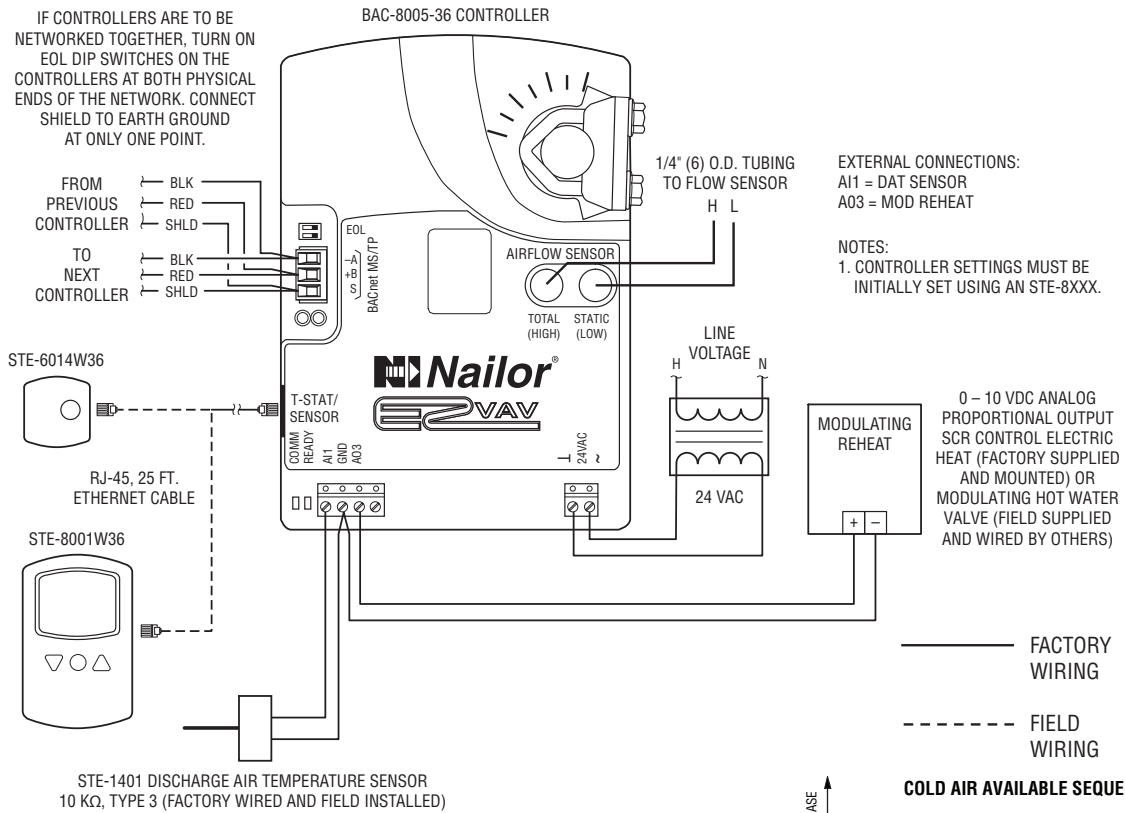 BAC-8005-36 CONTROLLER
IF CONTROLLERS ARE TO BE
NETWORKED TOGETHER, TURN ON
EOL DIP SWITCHES ON THE
CONTROLLERS AT BOTH PHYSICAL
ENDS OF THE NETWORK. CONNECT
SHIELD TO EARTH GROUND
AT ONLY ONE POINT.
FROM
PREVIOUS
CONTROLLER
BLK
RED
SHLD
TO
NEXT
CONTROLLER
BLK
RED
SHLD
EOL
–A
+B
S
BACnet MS/TP
1/4" (6) O.D. TUBING
TO FLOW SENSOR
H L
AIRFLOW SENSOR
TOTAL
(HIGH)
STATIC
(LOW)
EXTERNAL CONNECTIONS:
AI1 = DAT SENSOR
A03 = MOD REHEAT
NOTES:
1. CONTROLLER SETTINGS MUST BE
INITIALLY SET USING AN STE-8XXX.
Nailor®
EZ VAV
STE-6014W36
T-STAT/
SENSOR
COMM
READY
AI1
GND
AO3
24VAC
~
RJ-45, 25 FT.
ETHERNET CABLE
STE-8001W36
LINE
VOLTAGE
H N
24 VAC
MODULATING
REHEAT
+ –
0 – 10 VDC ANALOG
PROPORTIONAL OUTPUT
SCR CONTROL ELECTRIC
HEAT (FACTORY SUPPLIED
AND MOUNTED) OR
MODULATING HOT WATER
VALVE (FIELD SUPPLIED
AND WIRED BY OTHERS)
FACTORY
WIRING
FIELD
WIRING
STE-1401 DISCHARGE AIR TEMPERATURE SENSOR
10 KΩ, TYPE 3 (FACTORY WIRED AND FIELD INSTALLED)
ASE
COLD AIR AVAILABLE SEQUE